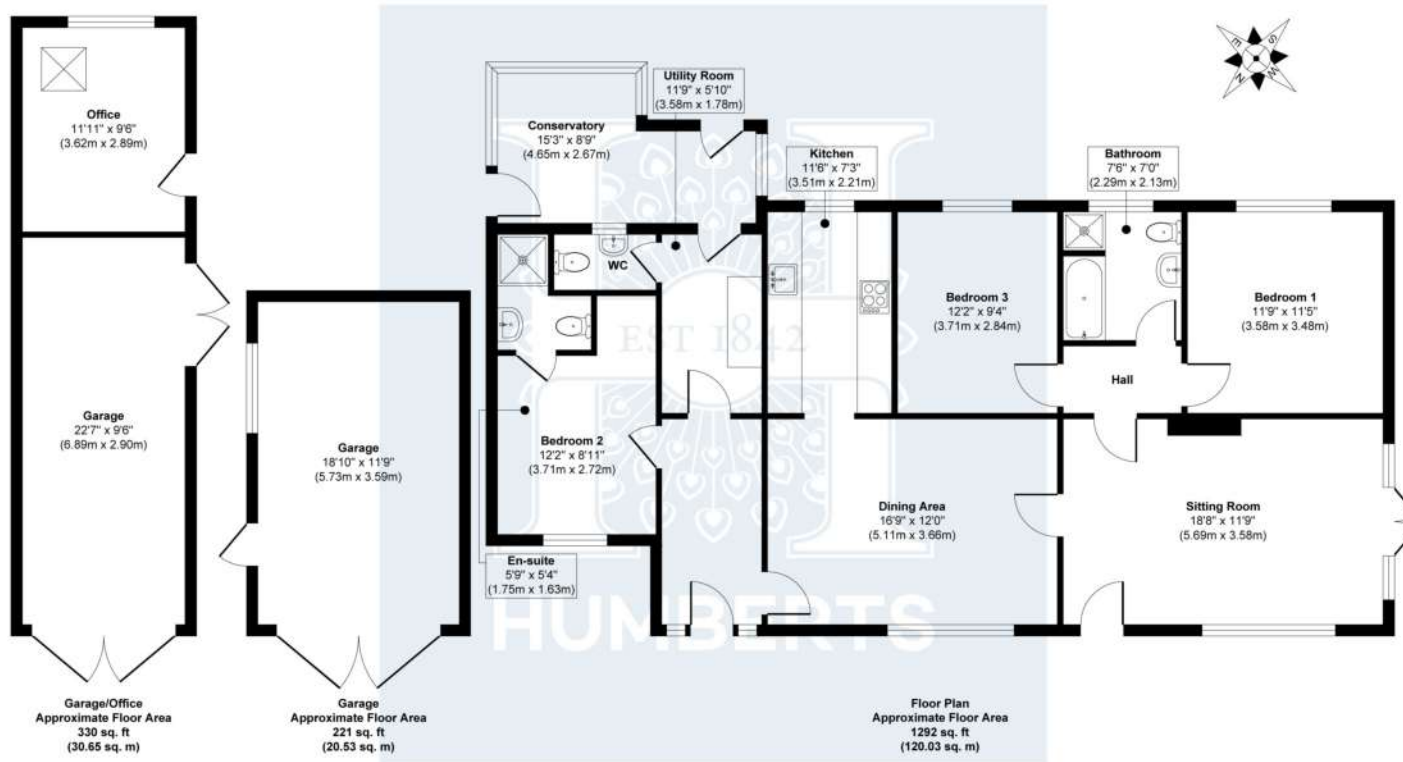 Office
11'11" x 9'6"
(3.62m x 2.89m)
Garage
22'7" x 9'6"
(6.89m x 2.90m)
Garage/Office
Approximate Floor Area
330 sq. ft
(30.65 sq. m)
Garage
18'10" x 11'9"
(5.73m x 3.59m)
Garage
Approximate Floor Area
221 sq. ft
(20.53 sq. m)
Conservatory
15'3" x 8'9"
(4.65m x 2.67m)
Utility Room
11'9" x 5'10"
(3.58m x 1.78m)
WC
Bedroom 2
12'2" x 8'11"
(3.71m x 2.72m)
En-suite
5'9" x 5'4"
(1.75m x 1.63m)
Kitchen
11'6" x 7'3"
(3.51m x 2.21m)
Bedroom 3
12'2" x 9'4"
(3.71m x 2.84m)
Bathroom
7'6" x 7'0"
(2.29m x 2.13m)
Bedroom 1
11'9" x 11'5"
(3.58m x 3.48m)
Hall
Dining Area
16'9" x 12'0"
(5.11m x 3.66m)
Sitting Room
18'8" x 11'9"
(5.69m x 3.58m)
Floor Plan
Approximate Floor Area
1292 sq. ft
(120.03 sq. m)
EST 1842
HUMBERTS
E
S
N
W